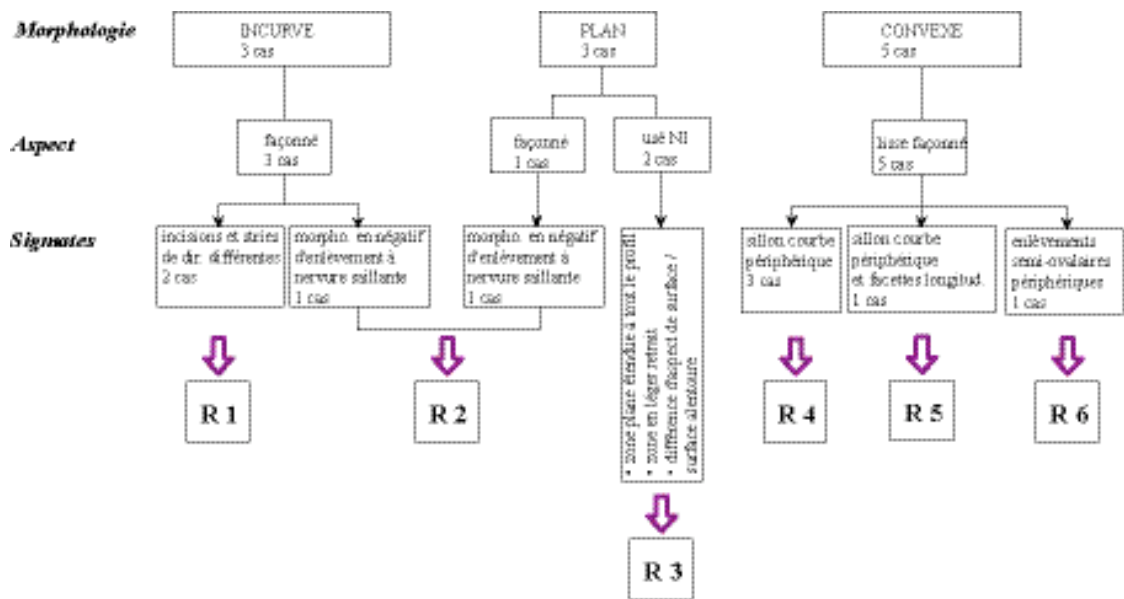 Morphologie
INCURVE
3 cas
PLAN
3 cas
CONVEXE
5 cas
Aspect
façonné
3 cas
façonné
1 cas
usé NI
2 cas
lisse façonné
5 cas
Stigmates
incisions et stries
de dir. différentes
2 cas
morpho. en négatif
d'enlèvement à
nervure saillante
1 cas
morpho. en négatif
d'enlèvement à
nervure saillante
1 cas
• zone plane étendue à tout le profil
• zone en léger retrait
• différence d'aspect de surface /
surface alentoure
sillon courbe
périphérique
3 cas
sillon courbe
périphérique
et facettes longitud.
1 cas
enlèvements
semi-ovalaires
périphériques
1 cas
R 1
R 2
R 3
R 4
R 5
R 6